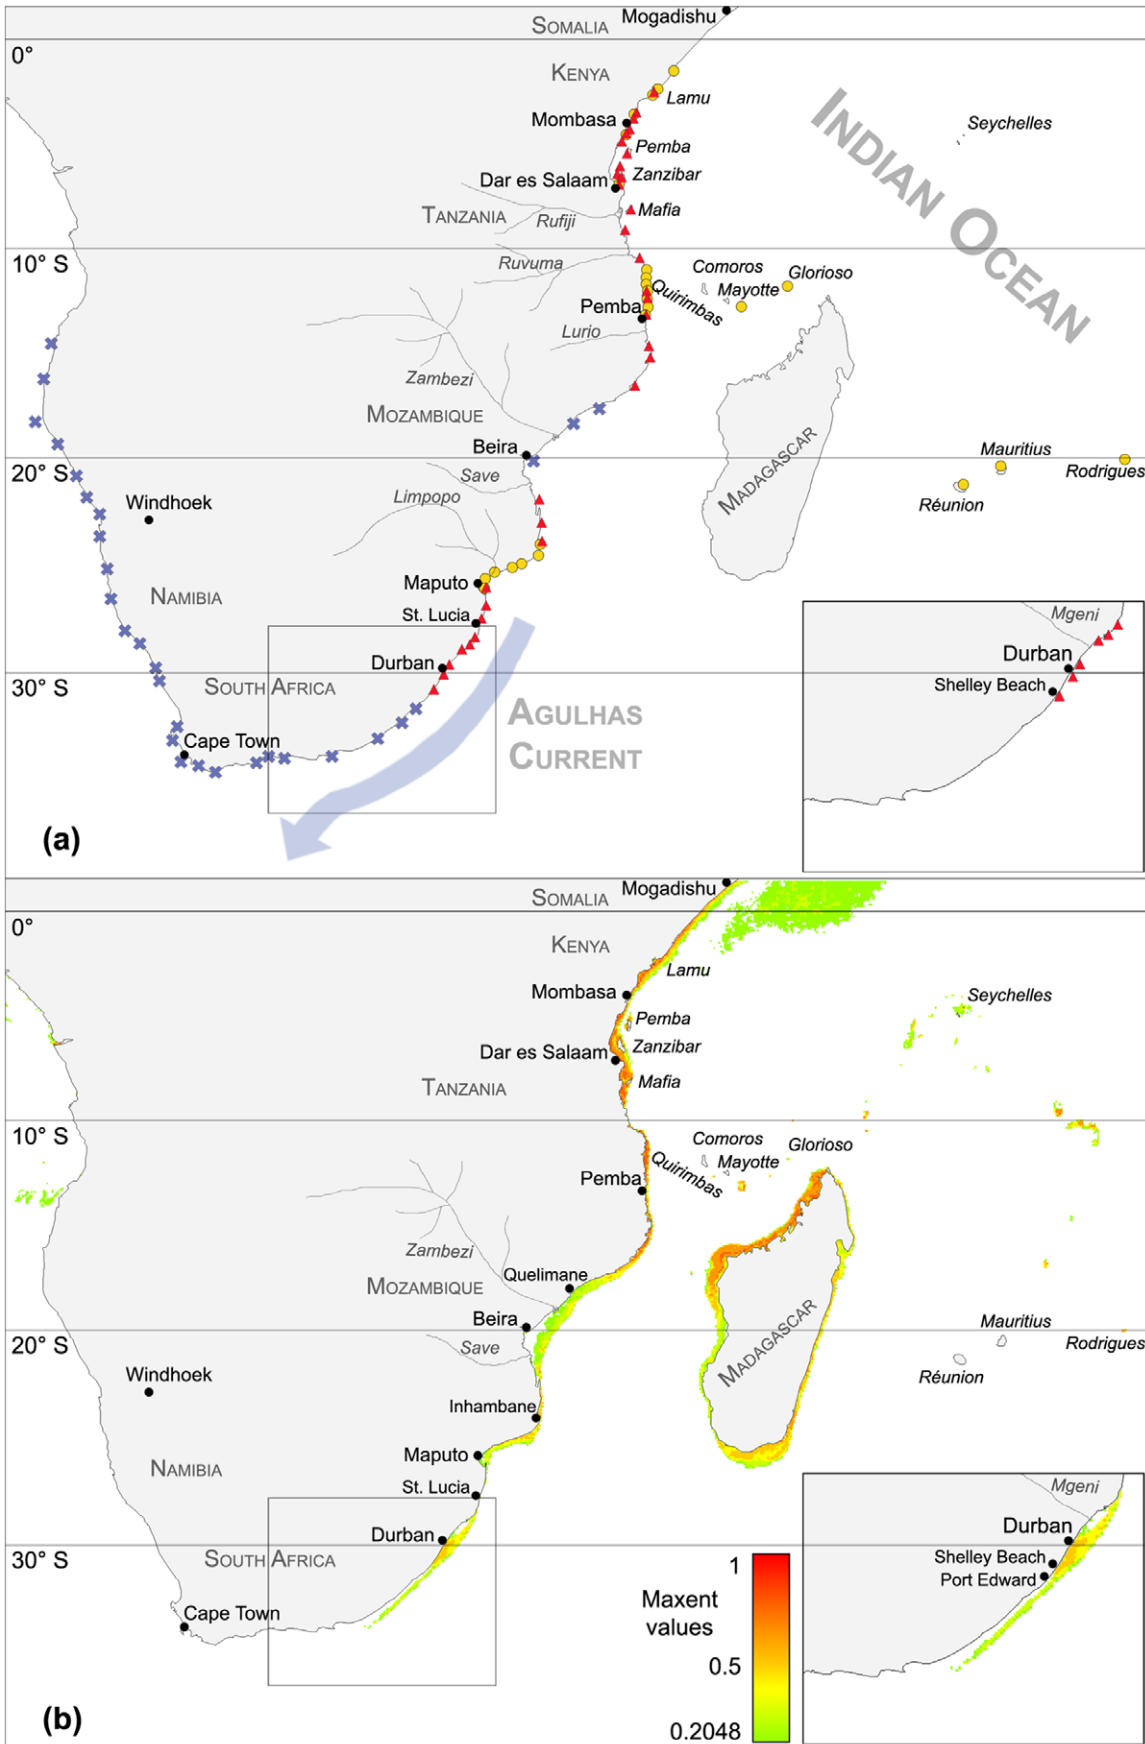 Mogadishu
SOMALIA
0°
KENYA
Lamu
Mombasa
Seychelles
Pemba
Zanzibar
Dar es Salaam
INDIAN OCEAN
TANZANIA
Mafia
Rufiji
10° S
Ruvuma
Comoros
Glorioso
Mayotte
Quirimbas
Pemba
Lurio
Zambezi
MOZAMBIQUE
Beira
Mauritius
20° S
Save
MADAGASCAR
Rodrigues
Windhoek
Limpopo
Réunion
Maputo
NAMIBIA
St. Lucia
Mgeni
Durban
Durban
30° S
SOUTH AFRICA
Shelley Beach
AGULHAS
CURRENT
Cape Town
(a)
Mogadishu
SOMALIA
0°
KENYA
Lamu
Mombasa
Seychelles
Pemba
Zanzibar
Dar es Salaam
Mafia
TANZANIA
10° S
Comoros
Glorioso
Mayotte
Quirimbas
Pemba
Zambezi
Quelimane
MOZAMBIQUE
Beira
Mauritius
20° S
Save
MADAGASCAR
Rodrigues
Windhoek
Réunion
Inhambane
Maputo
NAMIBIA
St. Lucia
Mgeni
Durban
Durban
30° S
SOUTH AFRICA
Shelley Beach
Port Edward
1
Maxent
values
Cape Town
0.5
(b)
0.2048